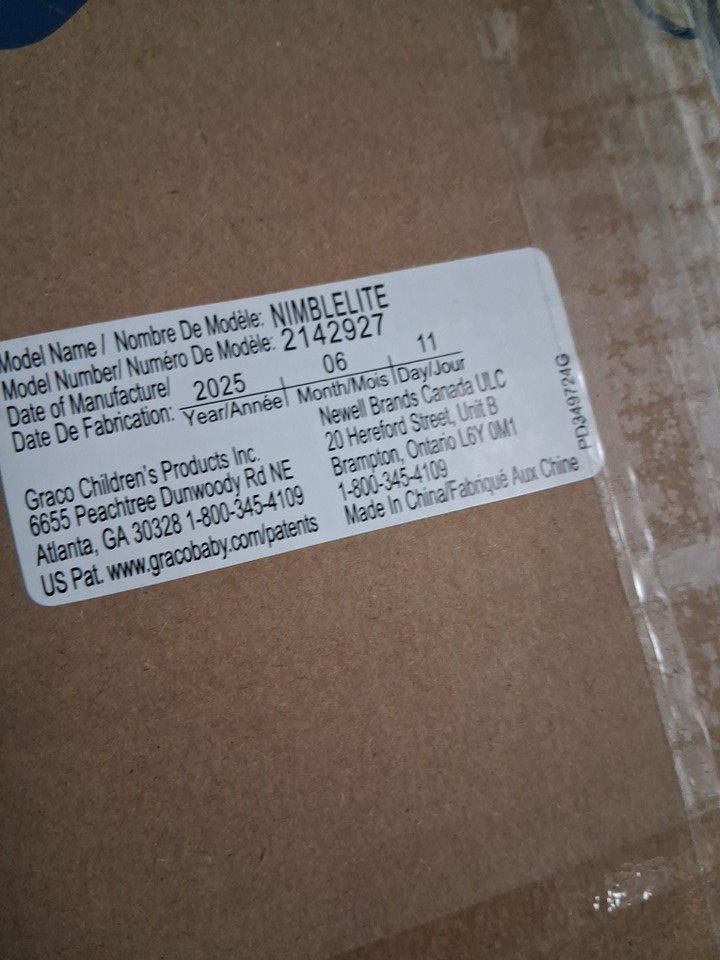 Model Name / Nombre De Modèle: NIMBLELITE
Model Number/ Numéro De Modèle: 2142927
Date of Manufacture/
Date De Fabrication: 2025 06 11
Year/Année Month/Mois Day/Jour
Graco Children's Products Inc.
6655 Peachtree Dunwoody Rd NE
Atlanta, GA 30328 1-800-345-4109
US Pat. www.gracobaby.com/patents
Newell Brands Canada ULC
20 Hereford Street, Unit B
Brampton, Ontario L6Y 0M1
1-800-345-4109
Made In China/Fabriqué Aux Chine
PD349724G